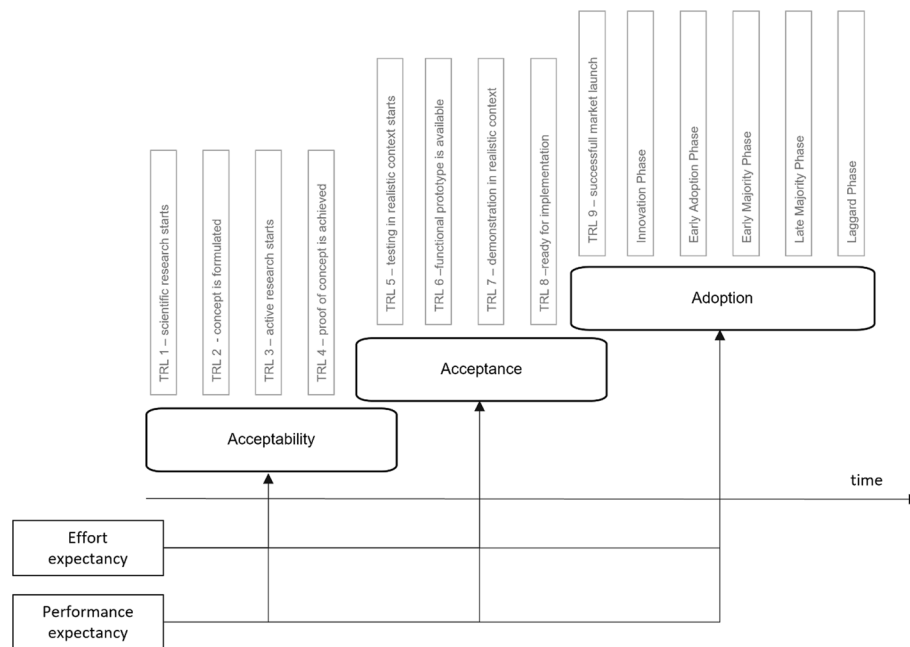 TRL 1 – scientific research starts
TRL 2 - concept is formulated
TRL 3 – active research starts
TRL 4 – proof of concept is achieved
TRL 5 – testing in realistic context starts
TRL 6 –functional prototype is available
TRL 7 – demonstration in realistic context
TRL 8 –ready for implementation
TRL 9 – successfull market launch
Innovation Phase
Early Adoption Phase
Early Majority Phase
Late Majority Phase
Laggard Phase
Adoption
Acceptance
Acceptability
time
Effort
expectancy
Performance
expectancy